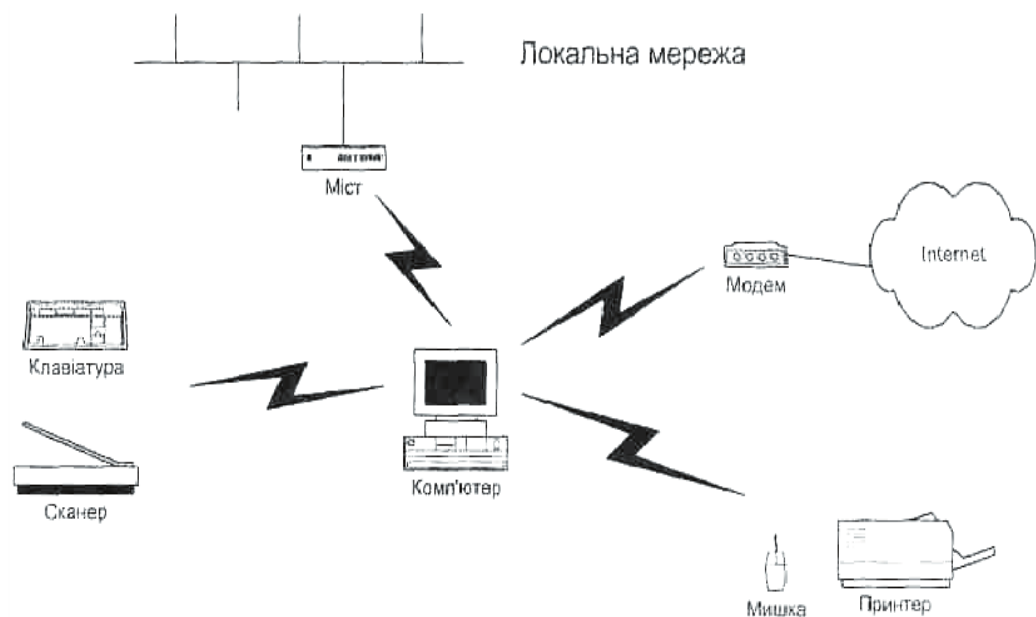 Локальна мережа
Міст
Internet
Модем
Клавіатура
Комп'ютер
Сканер
Мишка
Принтер